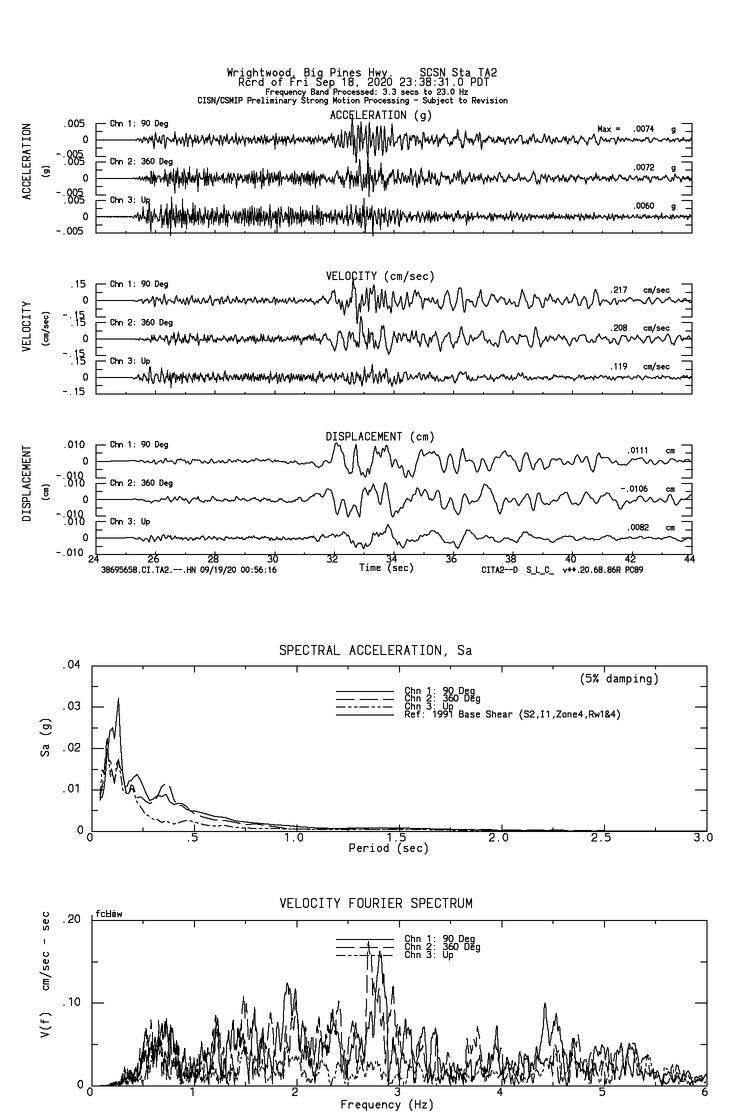 Wrightwood, Big Pines Hwy.    SCSN Sta TA2
Rcrd of Fri Sep 18, 2020 23:38:31.0 PDT
Frequency Band Processed: 3.3 secs to 23.0 Hz
CISN/CSMIP Preliminary Strong Motion Processing - Subject to Revision
ACCELERATION (g)
ACCELERATION
(g)
.005
Chn 1: 90 Deg
Max = .0074 g
0
-.005
.005
Chn 2: 360 Deg
.0072 g
0
-.005
.005
Chn 3: Up
.0060 g
0
-.005
VELOCITY (cm/sec)
VELOCITY
(cm/sec)
.15
Chn 1: 90 Deg
.217 cm/sec
0
-.15
.15
Chn 2: 360 Deg
.208 cm/sec
0
-.15
.15
Chn 3: Up
.119 cm/sec
0
-.15
DISPLACEMENT (cm)
DISPLACEMENT
(cm)
.010
Chn 1: 90 Deg
.0111 cm
0
-.010
.010
Chn 2: 360 Deg
-.0106 cm
0
-.010
.010
Chn 3: Up
.0082 cm
0
-.010
24 26 28 30 32 34 36 38 40 42 44
Time (sec)
38695658.CI.TA2.--.HN 09/19/20 00:56:16
CITA2--D S_L_C_ v++.20.68.86R PC89
SPECTRAL ACCELERATION, Sa
(5% damping)
Chn 1: 90 Deg
Chn 2: 360 Deg
Chn 3: Up
Ref: 1991 Base Shear (S2,I1,Zone4,Rw1&4)
Sa (g)
.04
.03
.02
.01
0
0 .5 1.0 1.5 2.0 2.5 3.0
Period (sec)
VELOCITY FOURIER SPECTRUM
Chn 1: 90 Deg
Chn 2: 360 Deg
Chn 3: Up
V(f) cm/sec - sec
.20
.10
0
0 1 2 3 4 5 6
Frequency (Hz)